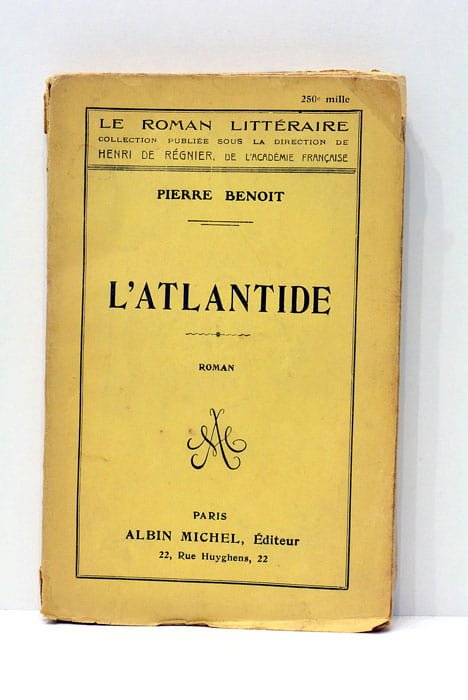 250e mille
LE ROMAN LITTÉRAIRE
COLLECTION PUBLIÉE SOUS LA DIRECTION DE
HENRI DE RÉGNIER, DE L'ACADÉMIE FRANÇAISE
PIERRE BENOIT
L'ATLANTIDE
ROMAN
AM
PARIS
ALBIN MICHEL, Éditeur
22, Rue Huyghens, 22